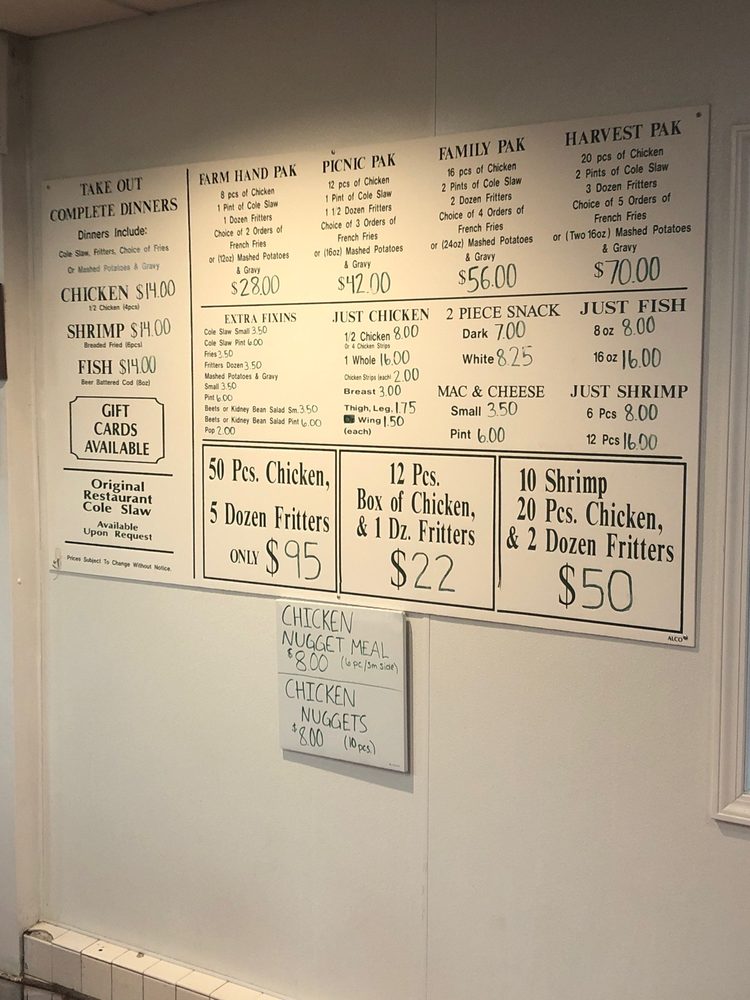 TAKE OUT
COMPLETE DINNERS
Dinners Include:
Cole Slaw, Fritters, Choice of Fries
Or Mashed Potatoes & Gravy
CHICKEN $14.00
1/2 Chicken (4pcs)
SHRIMP $14.00
Breaded Fried (6pcs)
FISH $14.00
Beer Battered Cod (8oz)
GIFT
CARDS
AVAILABLE
Original
Restaurant
Cole Slaw
Available
Upon Request
Prices Subject To Change Without Notice.
FARM HAND PAK
8 pcs of Chicken
1 Pint of Cole Slaw
1 Dozen Fritters
Choice of 2 Orders of
French Fries
or (12oz) Mashed Potatoes
& Gravy
$28.00
PICNIC PAK
12 pcs of Chicken
1 Pint of Cole Slaw
1 1/2 Dozen Fritters
Choice of 3 Orders of
French Fries
or (16oz) Mashed Potatoes
& Gravy
$42.00
FAMILY PAK
16 pcs of Chicken
2 Pints of Cole Slaw
2 Dozen Fritters
Choice of 4 Orders of
French Fries
or (24oz) Mashed Potatoes
& Gravy
$56.00
HARVEST PAK
20 pcs of Chicken
2 Pints of Cole Slaw
3 Dozen Fritters
Choice of 5 Orders of
French Fries
or (Two 16oz) Mashed Potatoes
& Gravy
$70.00
EXTRA FIXINS
Cole Slaw Small 3.50
Cole Slaw Pint 6.00
Fries 3.50
Fritters Dozen 3.50
Mashed Potatoes & Gravy
Small 3.50
Pint 6.00
Beets or Kidney Bean Salad Sm. 3.50
Beets or Kidney Bean Salad Pint 6.00
Pop 2.00
JUST CHICKEN
1/2 Chicken 8.00
Or 4 Chicken Strips
1 Whole 16.00
Chicken Strips (each) 2.00
Breast 3.00
Thigh, Leg, 1.75
Wing 1.50
(each)
2 PIECE SNACK
Dark 7.00
White 8.25
MAC & CHEESE
Small 3.50
Pint 6.00
JUST FISH
8 oz 8.00
16 oz 16.00
JUST SHRIMP
6 Pcs 8.00
12 Pcs 16.00
50 Pcs. Chicken,
5 Dozen Fritters
ONLY $95
12 Pcs.
Box of Chicken,
& 1 Dz. Fritters
$22
10 Shrimp
20 Pcs. Chicken,
& 2 Dozen Fritters
$50
ALCO
CHICKEN
NUGGET MEAL
$8.00 (6 pc./sm side)
CHICKEN
NUGGETS
$8.00 (10 pcs.)